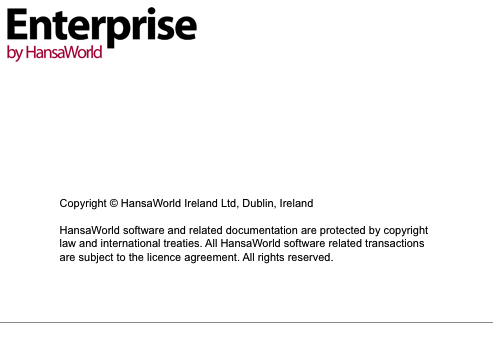 Enterprise
by HansaWorld
Copyright © HansaWorld Ireland Ltd, Dublin, Ireland
HansaWorld software and related documentation are protected by copyright
law and international treaties. All HansaWorld software related transactions
are subject to the licence agreement. All rights reserved.